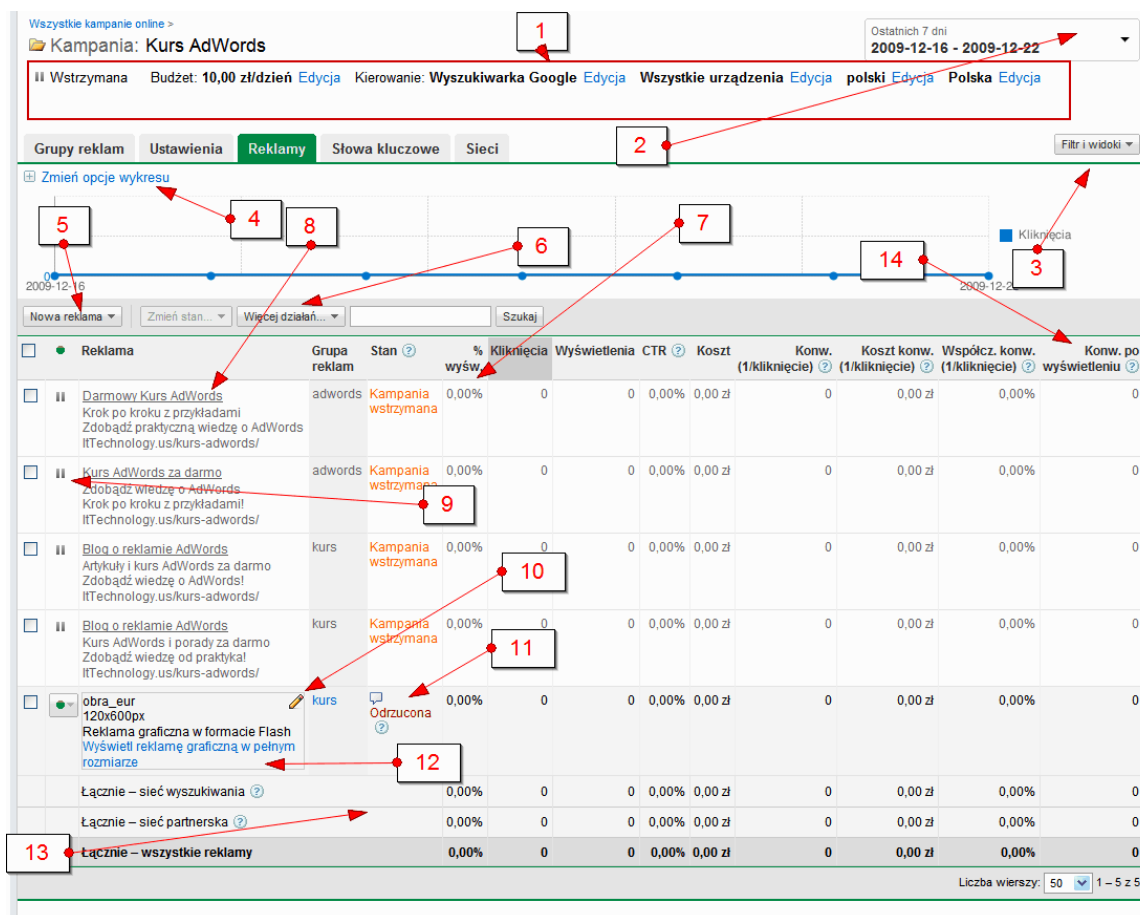 Wszystkie kampanie online >
Kampania: Kurs AdWords
1
Ostatnich 7 dni
2009-12-16 - 2009-12-22
Wstrzymana Budżet: 10,00 zł/dzień Edycja Kierowanie: Wyszukiwarka Google Edycja Wszystkie urządzenia Edycja polski Edycja Polska Edycja
2
Grupy reklam Ustawienia Reklamy Słowa kluczowe Sieci Filtr i widoki
Zmień opcje wykresu
5 4 8 6 7 14 3
Kliknięcia
0
2009-12-16 2009-12-22
Nowa reklama Zmień stan... Więcej działań... Szukaj
Reklama Grupa reklam Stan % wyśw. Kliknięcia Wyświetlenia CTR Koszt Konw. (1/kliknięcie) Koszt konw. (1/kliknięcie) Współcz. konw. (1/kliknięcie) Konw. po wyświetleniu
Darmowy Kurs AdWords adwords Kampania wstrzymana 0,00% 0 0 0,00% 0,00 zł 0 0,00 zł 0,00% 0
Krok po kroku z przykładami
Zdobądź praktyczną wiedzę o AdWords
ItTechnology.us/kurs-adwords/
Kurs AdWords za darmo adwords Kampania wstrzymana 0,00% 0 0 0,00% 0,00 zł 0 0,00 zł 0,00% 0
Zdobądź wiedzę o AdWords
Krok po kroku z przykładami!
ItTechnology.us/kurs-adwords/
9
Blog o reklamie AdWords kurs Kampania wstrzymana 0,00% 0 0 0,00% 0,00 zł 0 0,00 zł 0,00% 0
Artykuły i kurs AdWords za darmo
Zdobądź wiedzę o AdWords!
ItTechnology.us/kurs-adwords/
10
Blog o reklamie AdWords kurs Kampania wstrzymana 0,00% 0 0 0,00% 0,00 zł 0 0,00 zł 0,00% 0
Kurs AdWords i porady za darmo
Zdobądź wiedzę od praktyka!
ItTechnology.us/kurs-adwords/
11
obra_eur kurs Odrzucona 0,00% 0 0 0,00% 0,00 zł 0 0,00 zł 0,00% 0
120x600px
Reklama graficzna w formacie Flash
Wyświetl reklamę graficzną w pełnym
rozmiarze
12
Łącznie – sieć wyszukiwania 0,00% 0 0 0,00% 0,00 zł 0 0,00 zł 0,00% 0
Łącznie – sieć partnerska 0,00% 0 0 0,00% 0,00 zł 0 0,00 zł 0,00% 0
13
Łącznie – wszystkie reklamy 0,00% 0 0 0,00% 0,00 zł 0 0,00 zł 0,00% 0
Liczba wierszy: 50 1 – 5 z 5